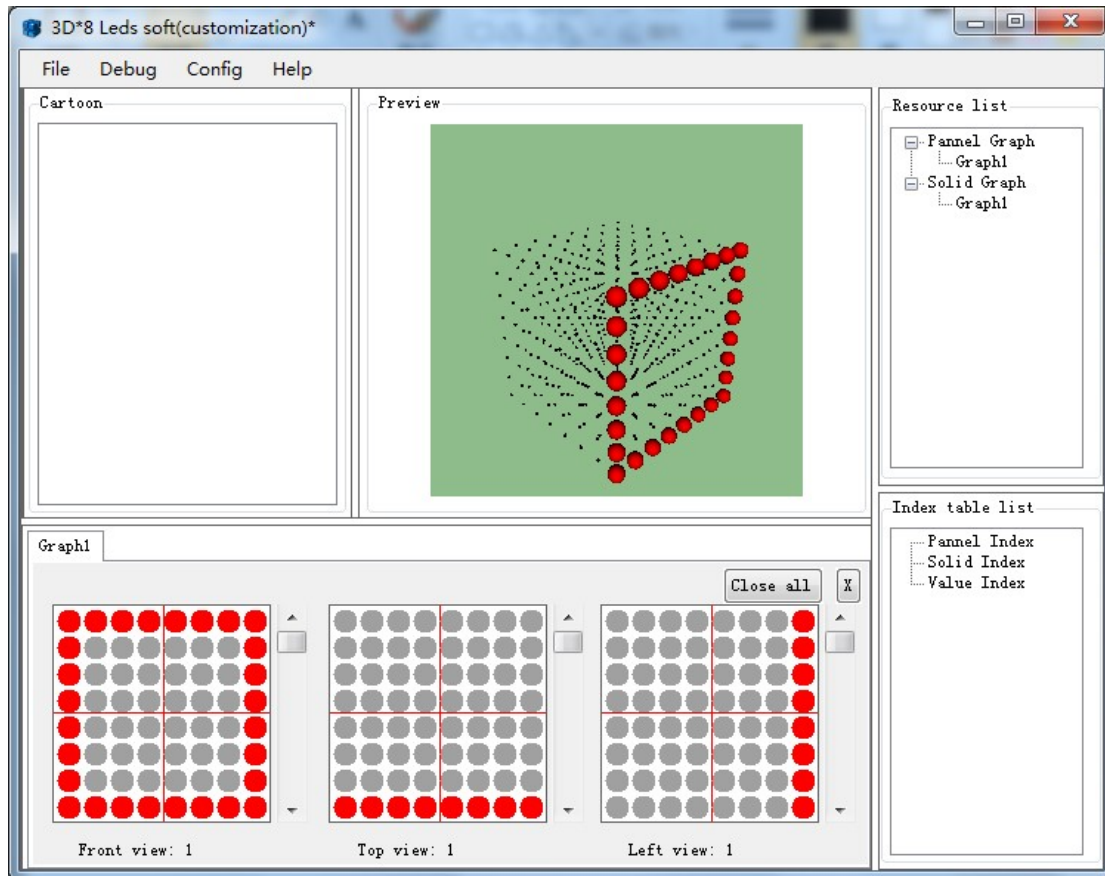 3D*8 Leds soft(customization)*
File Debug Config Help
Cartoon
Preview
Resource list
Pannel Graph
Graph1
Solid Graph
Graph1
Index table list
Pannel Index
Solid Index
Value Index
Graph1
Close all X
Front view: 1
Top view: 1
Left view: 1